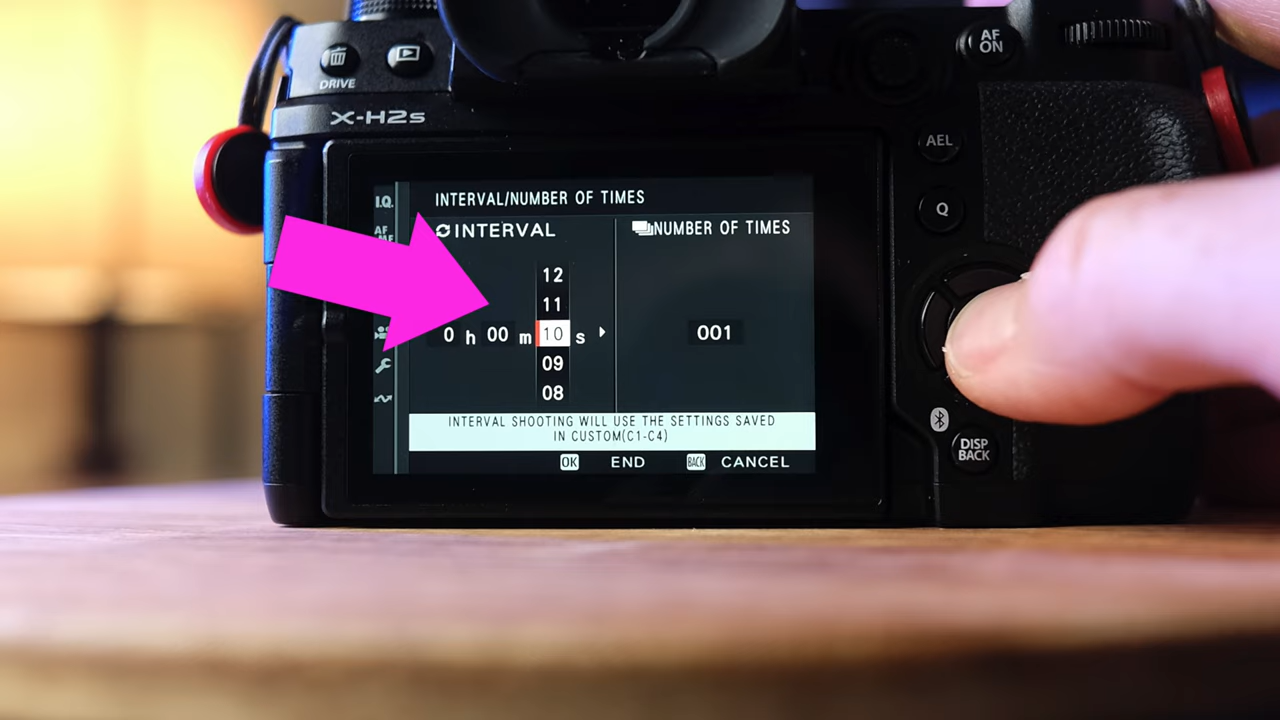 AF
ON
DRIVE
X-H2S
AEL
I.Q.
INTERVAL/NUMBER OF TIMES
AF
MF
INTERVAL
NUMBER OF TIMES
Q
12
11
0 h 00 m 10 s
001
09
08
INTERVAL SHOOTING WILL USE THE SETTINGS SAVED
IN CUSTOM(C1-C4)
OK END BACK CANCEL
DISP
BACK